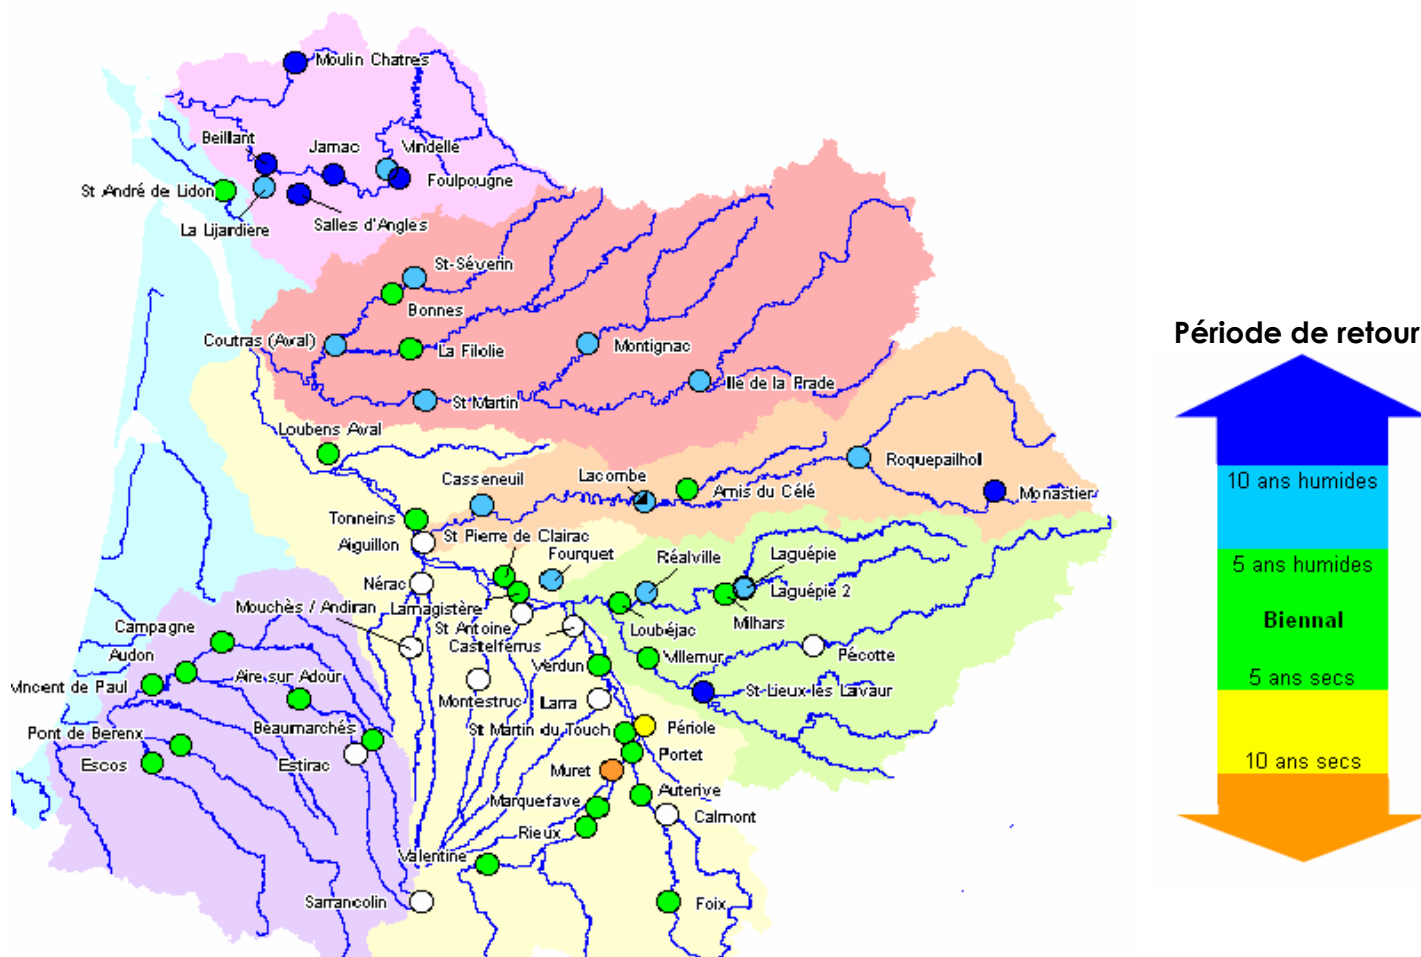 Moulin Chatres
Beillant
Jarnac
Vindelle
Foulpougne
St André de Lidon
La Lijardière
Salles d'Angles
St-Séverin
Bonnes
Coutras (Aval)
La Filolie
Montignac
Ille de la Prade
St Martin
Loubens Aval
Casseneuil
Lacombe
Amis du Célé
Roquepailhol
Monastier
Tonneins
Aiguillon
St Pierre de Clairac
Fourquet
Réalville
Laguépie
Laguépie 2
Nérac
Lamagistère
Mouchès / Andiran
St Antoine
Castelferrus
Loubéjac
Milhars
Campagne
Audon
Verdun
Villemur
Pécotte
Vincent de Paul
Aire sur Adour
Montestruc
Larra
St Lieux les Lavaur
Pont de Berenx
Beaumarchés
St Martin du Touch
Périole
Escos
Estirac
Portet
Muret
Auterive
Marquefave
Calmont
Rieux
Valentine
Sarrancolin
Foix
Période de retour
10 ans humides
5 ans humides
Biennal
5 ans secs
10 ans secs